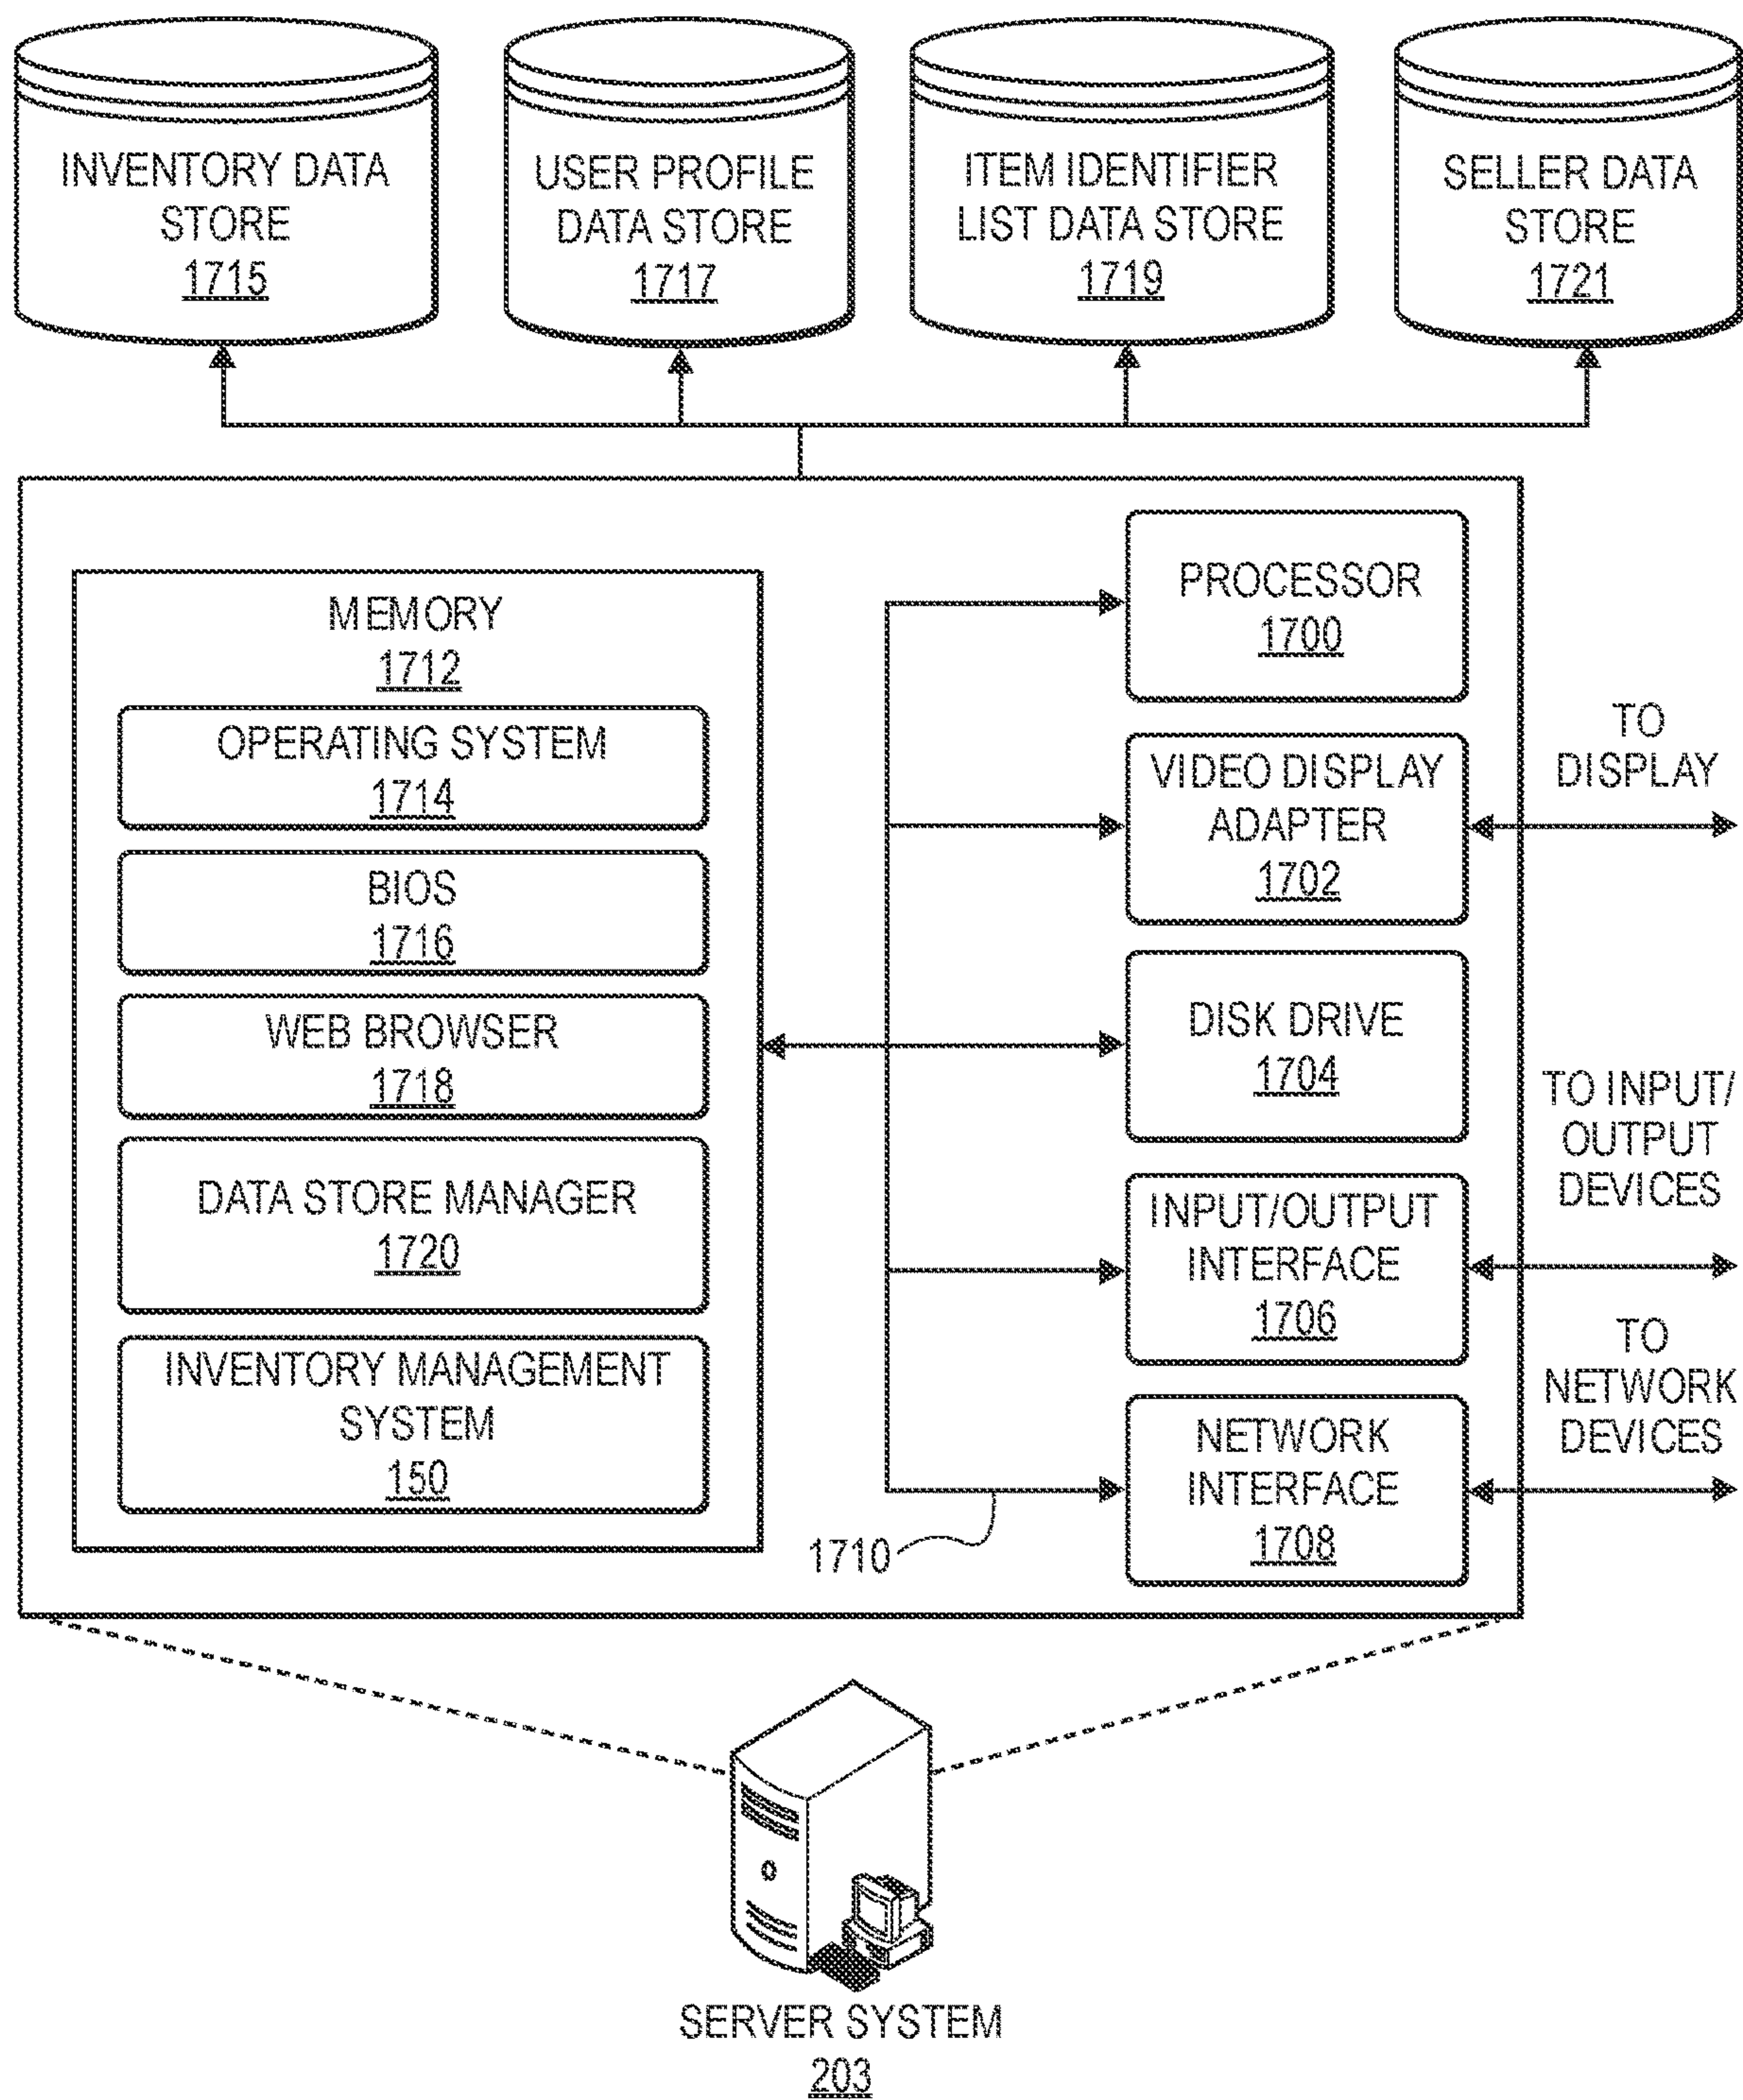 INVENTORY DATA
STORE
1715
USER PROFILE
DATA STORE
1717
ITEM IDENTIFIER
LIST DATA STORE
1719
SELLER DATA
STORE
1721
MEMORY
1712
OPERATING SYSTEM
1714
BIOS
1716
WEB BROWSER
1718
DATA STORE MANAGER
1720
INVENTORY MANAGEMENT
SYSTEM
150
PROCESSOR
1700
VIDEO DISPLAY
ADAPTER
1702
DISK DRIVE
1704
INPUT/OUTPUT
INTERFACE
1706
NETWORK
INTERFACE
1708
1710
TO
DISPLAY
TO INPUT/
OUTPUT
DEVICES
TO
NETWORK
DEVICES
SERVER SYSTEM
203